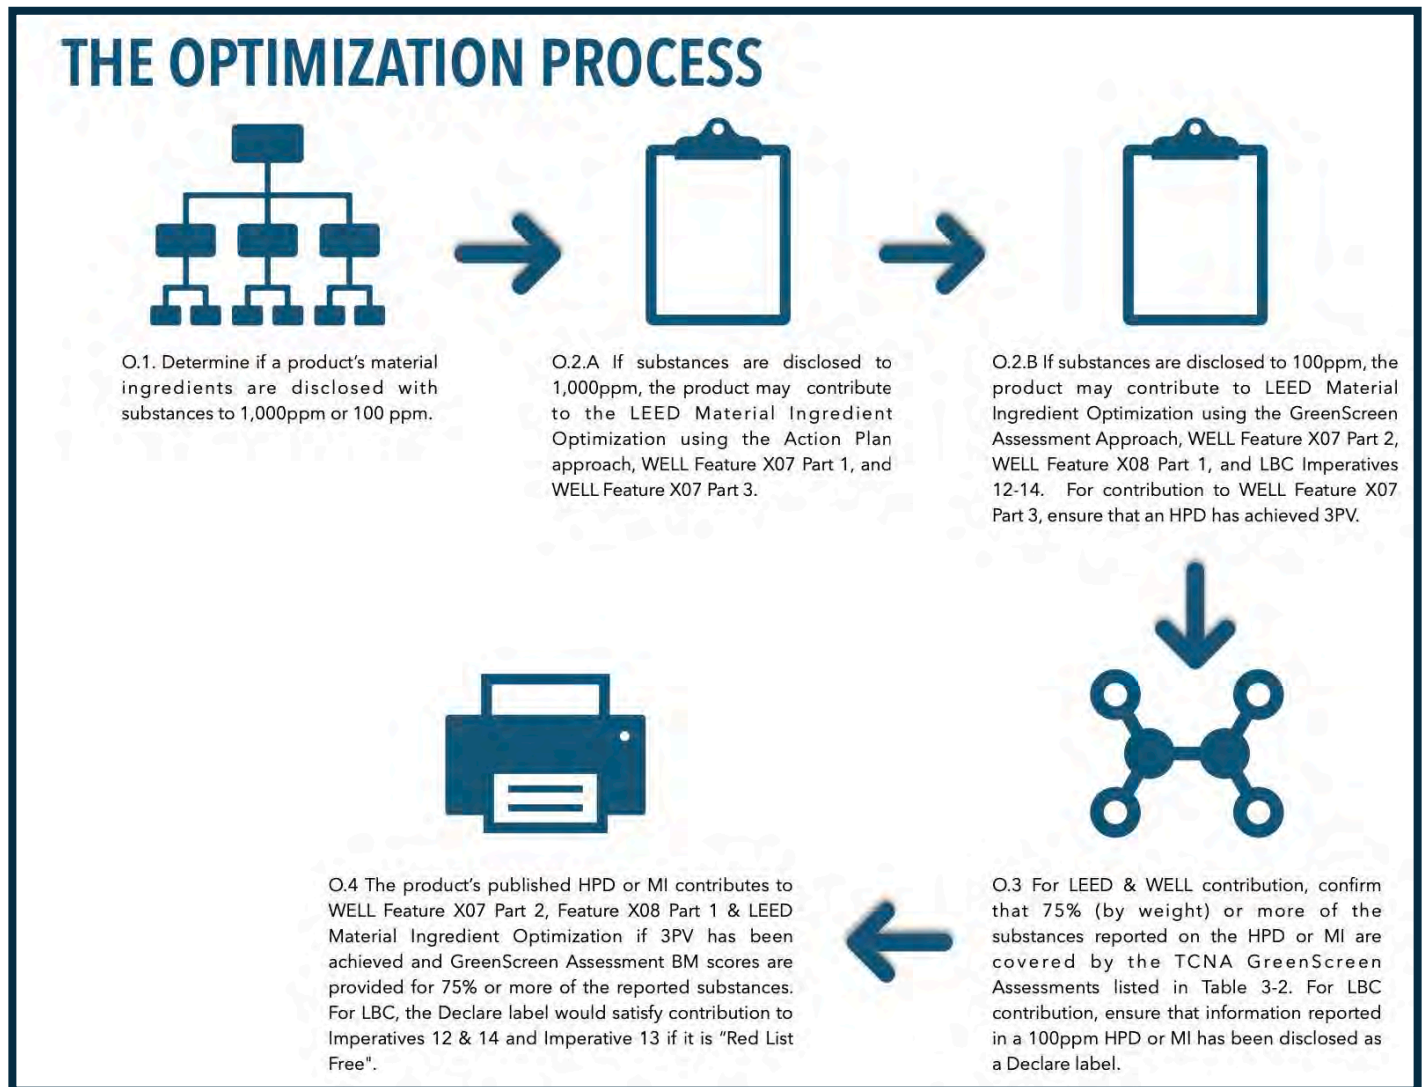 THE OPTIMIZATION PROCESS
O.1. Determine if a product's material
ingredients are disclosed with
substances to 1,000ppm or 100 ppm.
O.2.A If substances are disclosed to
1,000ppm, the product may contribute
to the LEED Material Ingredient
Optimization using the Action Plan
approach, WELL Feature X07 Part 1, and
WELL Feature X07 Part 3.
O.2.B If substances are disclosed to 100ppm, the
product may contribute to LEED Material
Ingredient Optimization using the GreenScreen
Assessment Approach, WELL Feature X07 Part 2,
WELL Feature X08 Part 1, and LBC Imperatives
12-14. For contribution to WELL Feature X07
Part 3, ensure that an HPD has achieved 3PV.
O.3 For LEED & WELL contribution, confirm
that 75% (by weight) or more of the
substances reported on the HPD or MI are
covered by the TCNA GreenScreen
Assessments listed in Table 3-2. For LBC
contribution, ensure that information reported
in a 100ppm HPD or MI has been disclosed as
a Declare label.
O.4 The product's published HPD or MI contributes to
WELL Feature X07 Part 2, Feature X08 Part 1 & LEED
Material Ingredient Optimization if 3PV has been
achieved and GreenScreen Assessment BM scores are
provided for 75% or more of the reported substances.
For LBC, the Declare label would satisfy contribution to
Imperatives 12 & 14 and Imperative 13 if it is "Red List
Free".